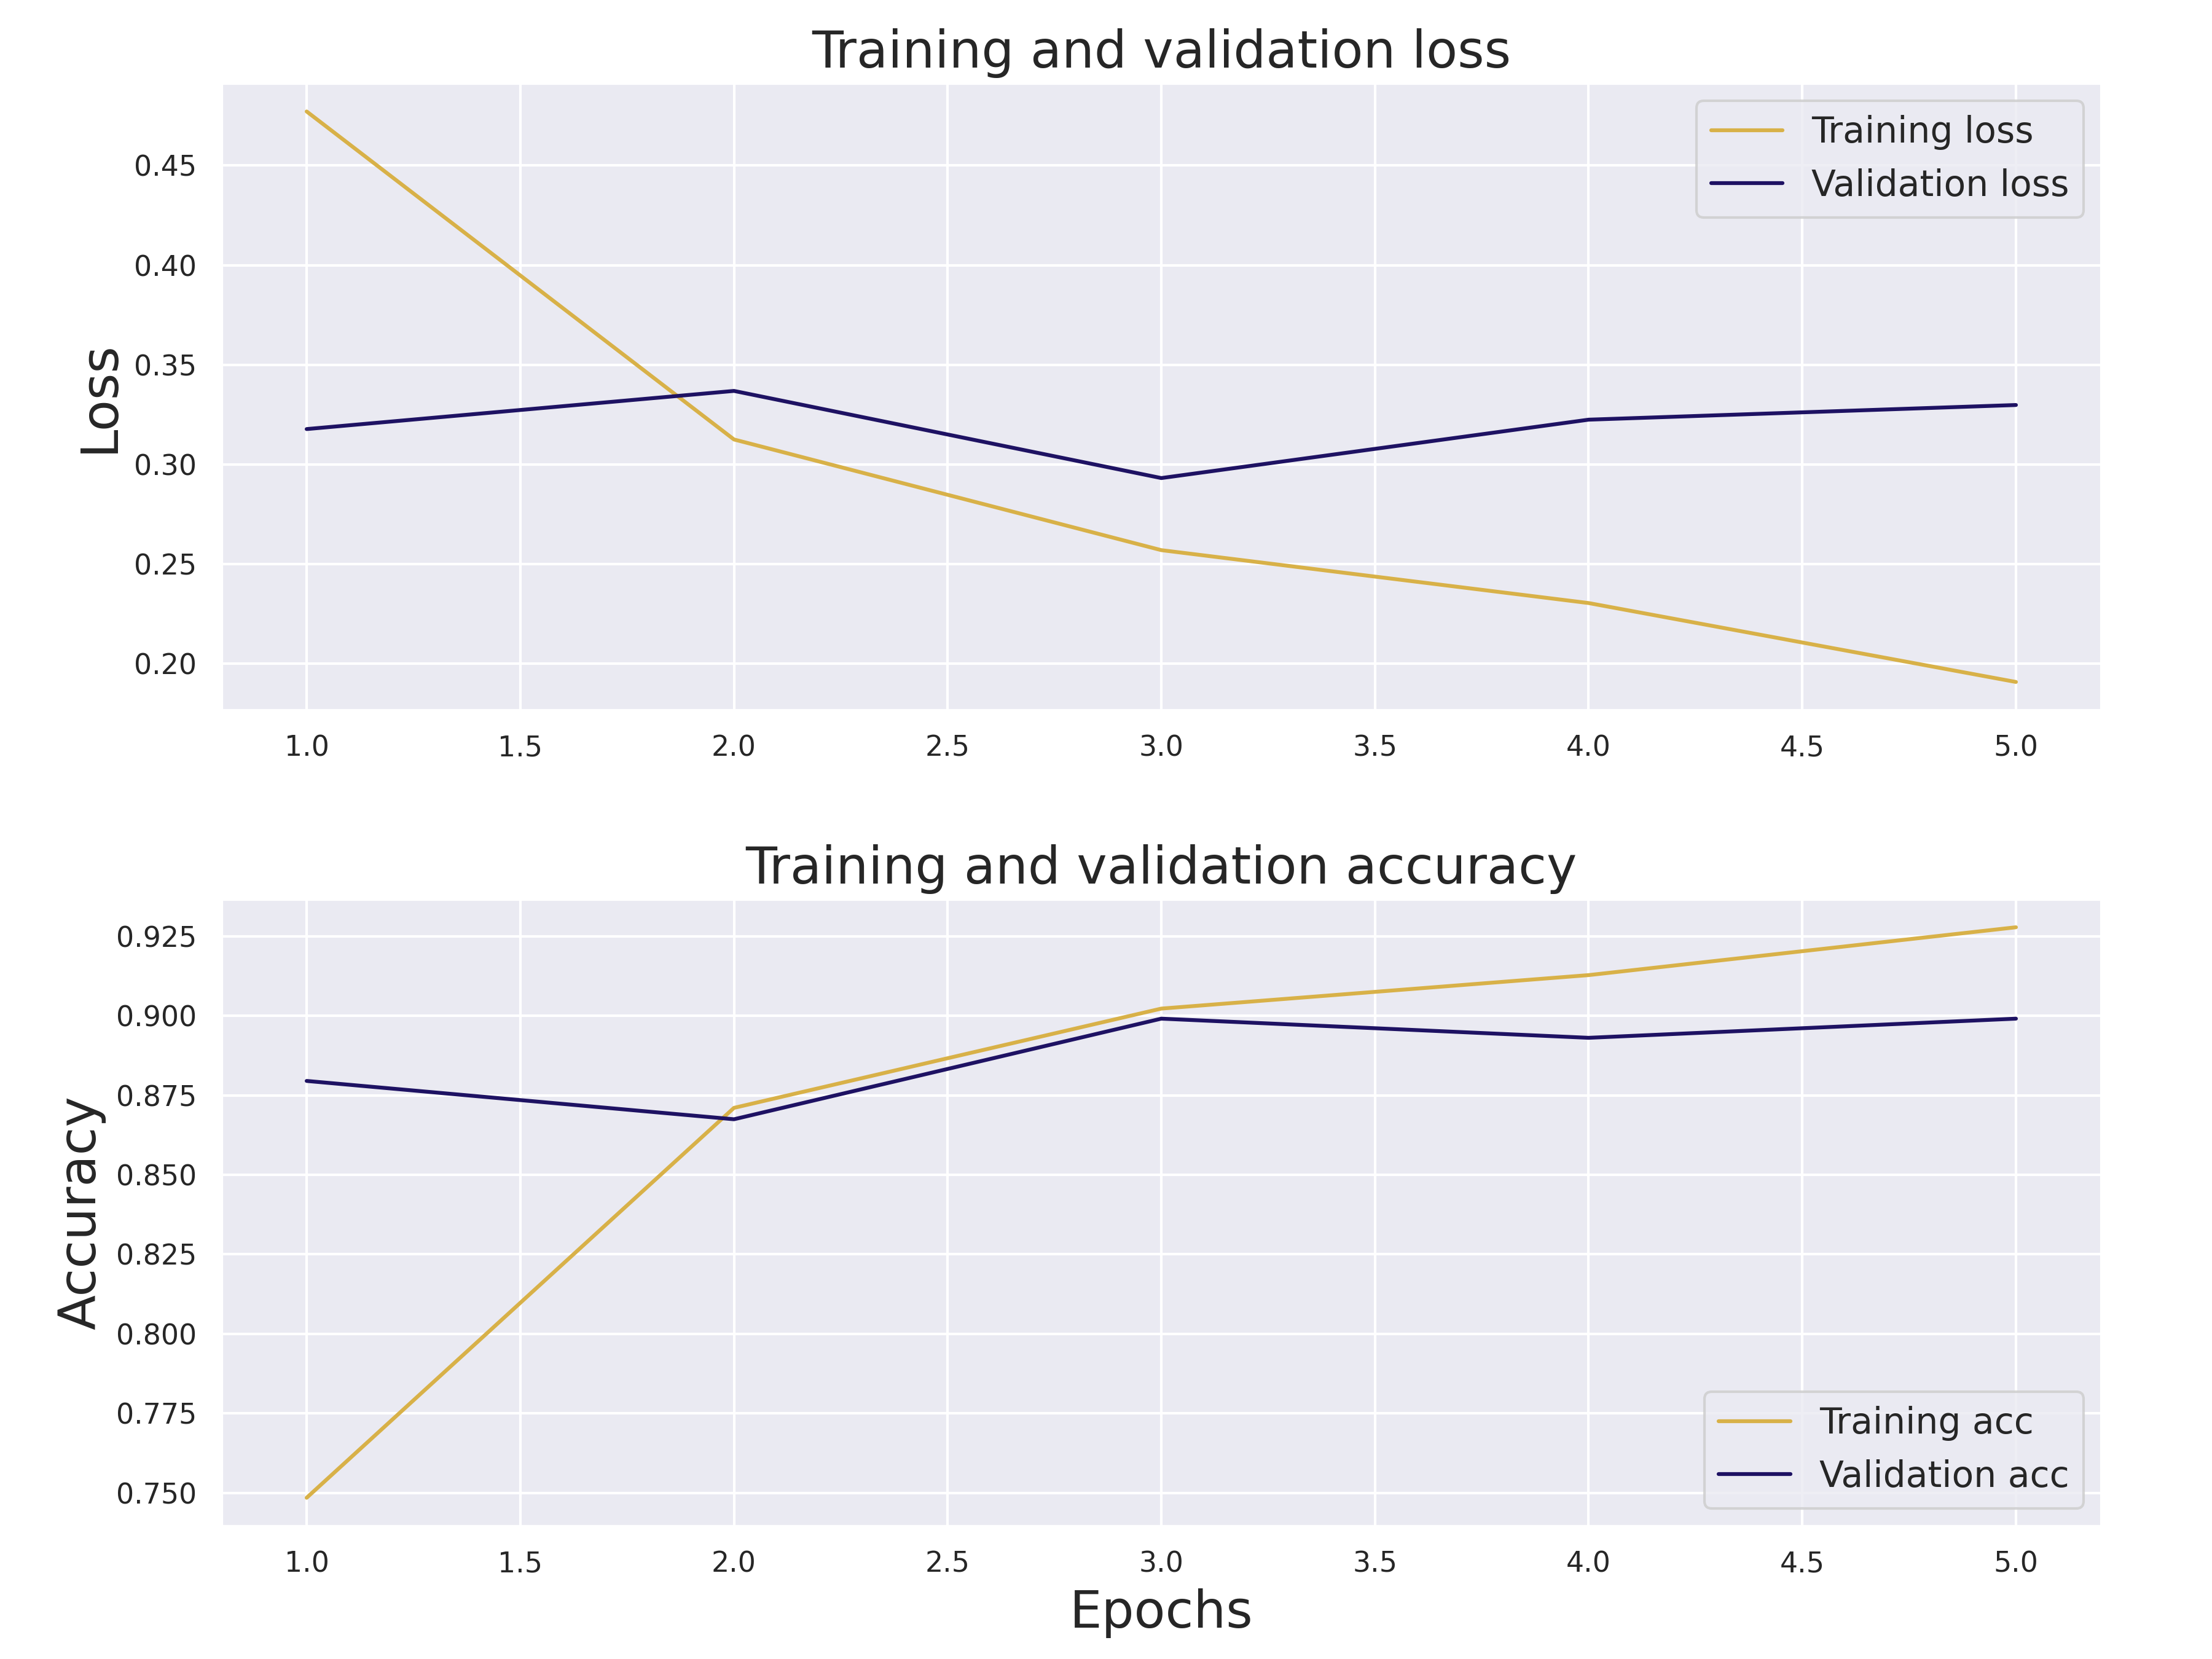 Training and validation loss
Training loss
Validation loss
Loss
0.45
0.40
0.35
0.30
0.25
0.20
1.0 1.5 2.0 2.5 3.0 3.5 4.0 4.5 5.0
Training and validation accuracy
Accuracy
0.925
0.900
0.875
0.850
0.825
0.800
0.775
0.750
Training acc
Validation acc
1.0 1.5 2.0 2.5 3.0 3.5 4.0 4.5 5.0
Epochs